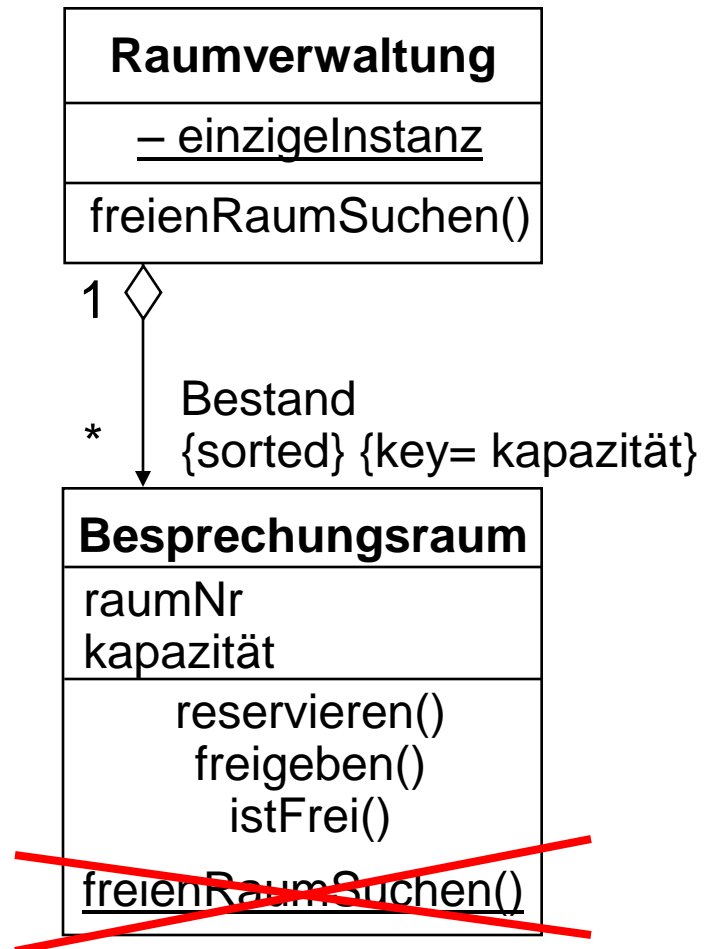 Raumverwaltung
– einzigeInstanz
freienRaumSuchen()
1
Bestand
*
{sorted} {key= kapazität}
Besprechungsraum
raumNr
kapazität
reservieren()
freigeben()
istFrei()
freienRaumSuchen()